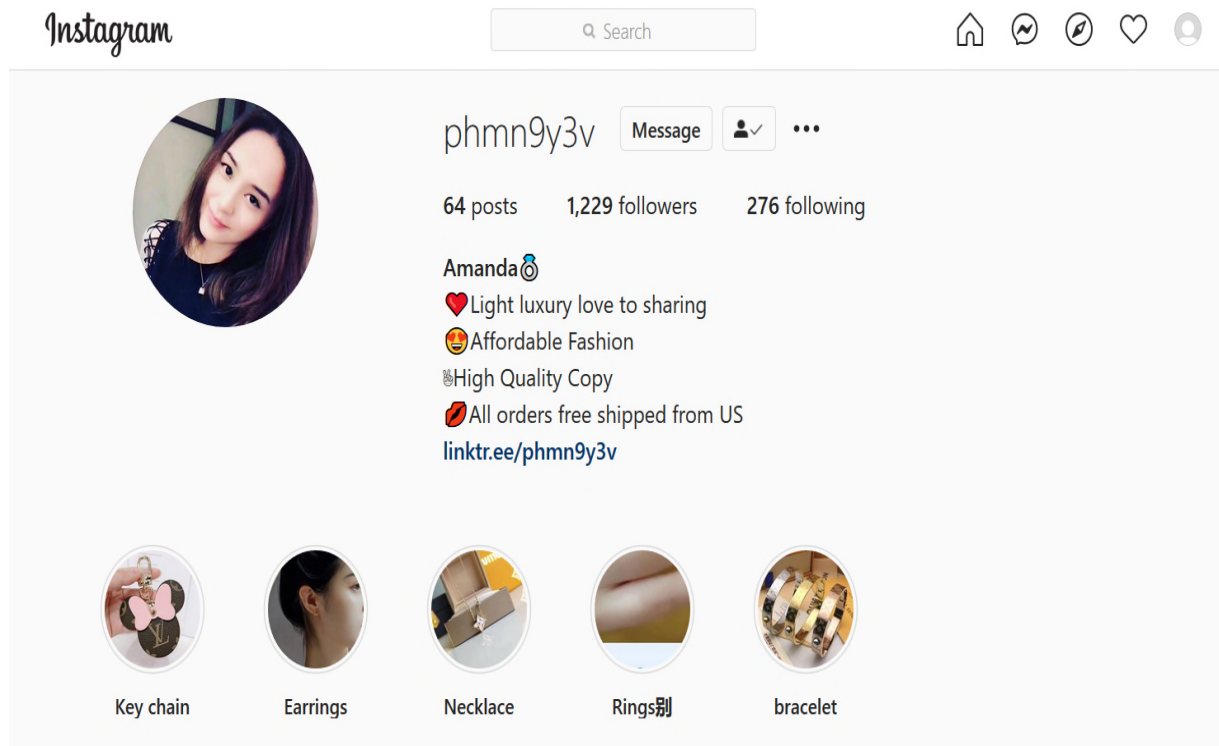 Instagram
Search
phmn9y3v Message
64 posts 1,229 followers 276 following
Amanda💍
❤️Light luxury love to sharing
😍Affordable Fashion
✌High Quality Copy
💋All orders free shipped from US
linktr.ee/phmn9y3v
LV
Key chain Earrings Necklace Rings别 bracelet